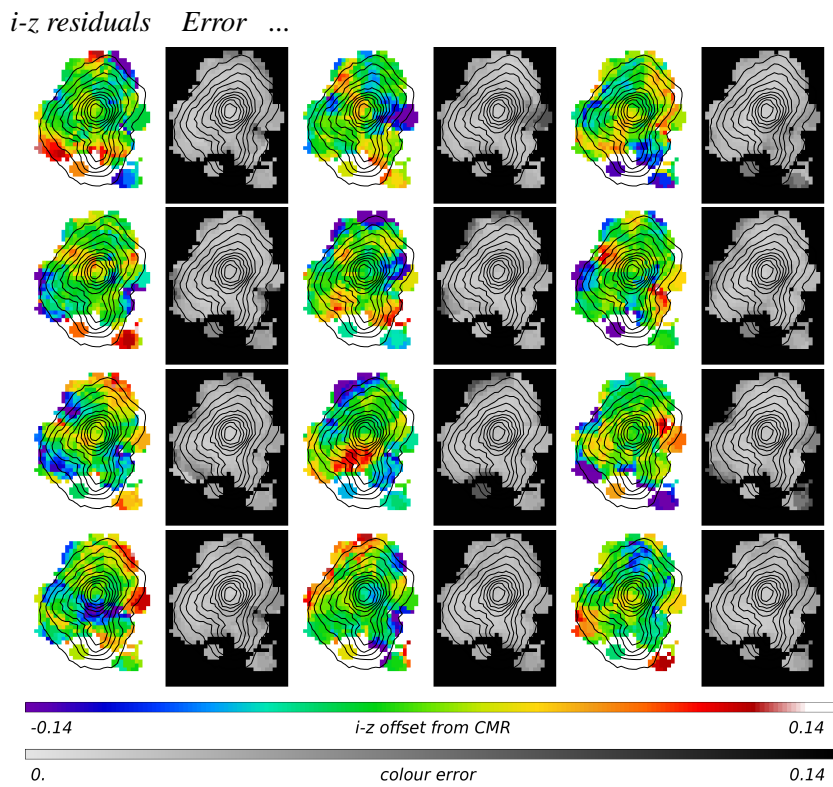 i-z residuals Error ...
-0.14 i-z offset from CMR 0.14
0. colour error 0.14